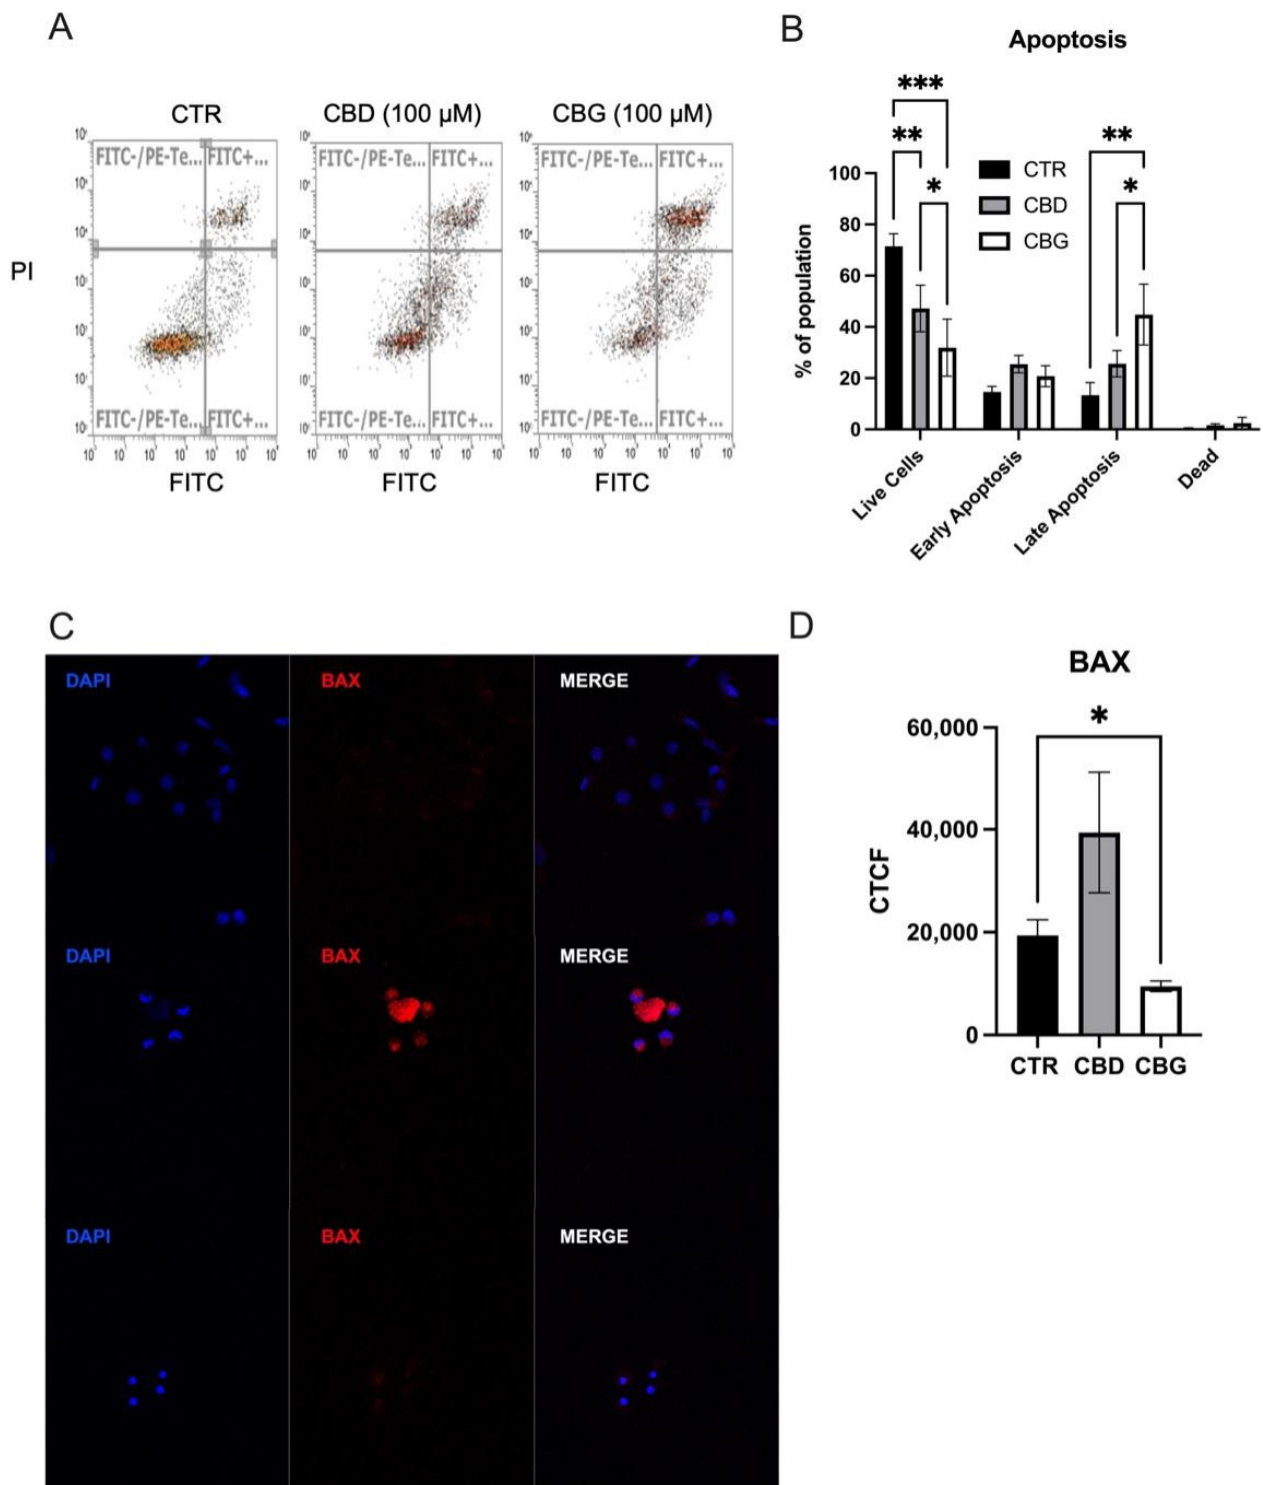 A
CTR
CBD (100 µM)
CBG (100 µM)
FITC-/PE-Te... FITC+...
FITC-/PE-Te... FITC+...
FITC-/PE-Te... FITC+...
PI
FITC-/PE-Te... FITC+...
FITC-/PE-Te... FITC+...
FITC-/PE-Te... FITC+...
FITC
FITC
FITC
B
Apoptosis
***
**
*
**
*
CTR
CBD
CBG
% of population
100
80
60
40
20
0
Live Cells
Early Apoptosis
Late Apoptosis
Dead
C
DAPI
BAX
MERGE
DAPI
BAX
MERGE
DAPI
BAX
MERGE
D
BAX
*
CTCF
60,000
40,000
20,000
0
CTR CBD CBG